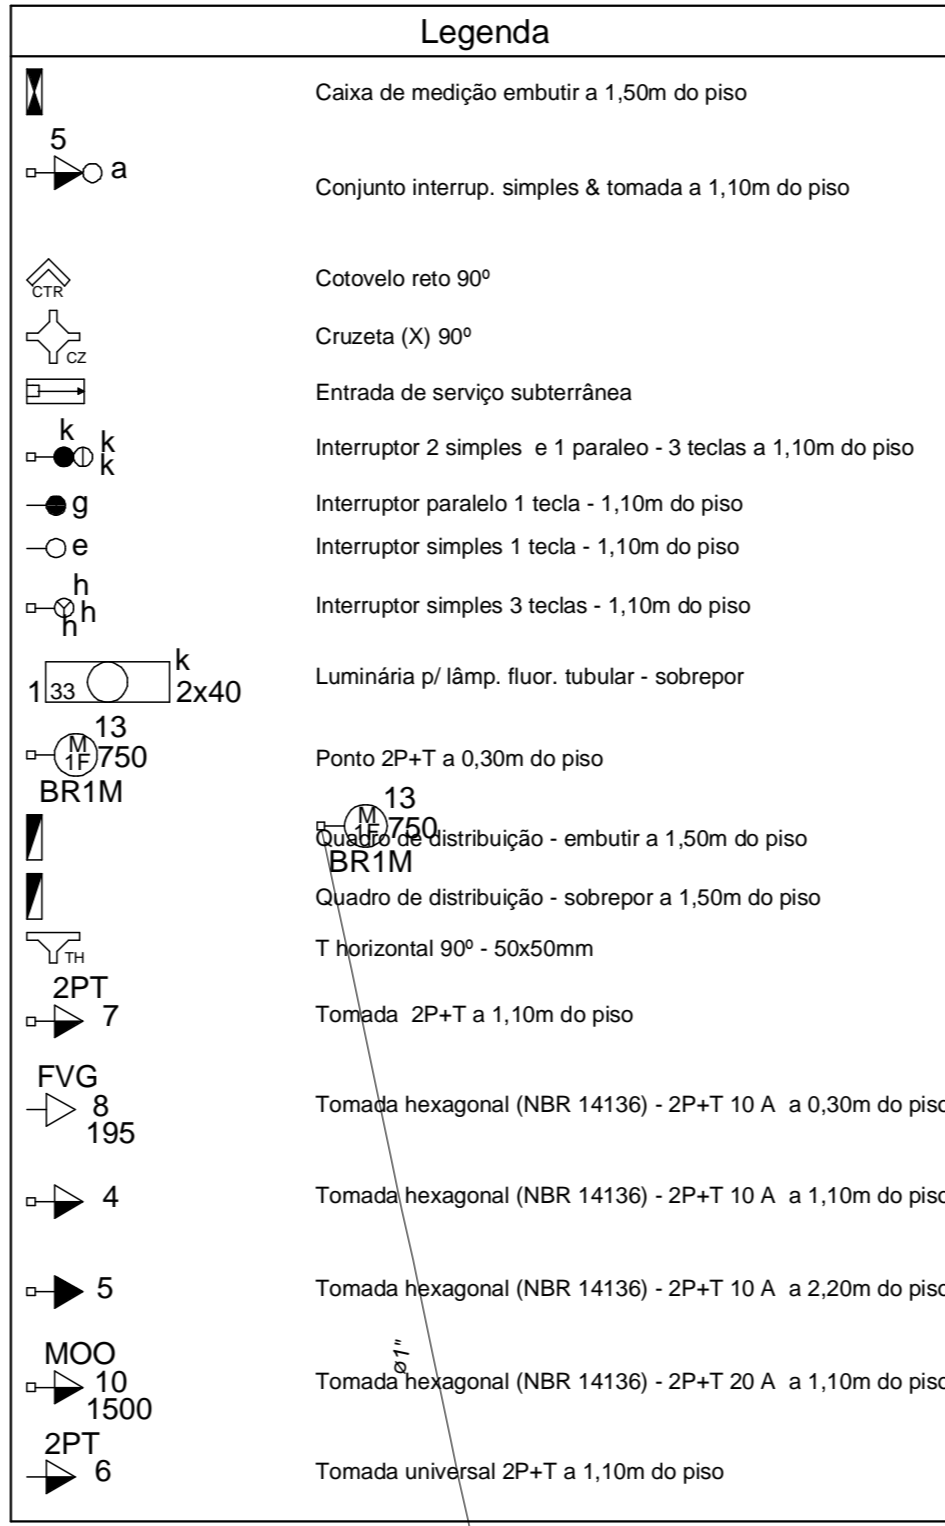 Legenda
Caixa de medição embutir a 1,50m do piso
5
a
Conjunto interrup. simples & tomada a 1,10m do piso
CTR
Cotovelo reto 90º
CZ
Cruzeta (X) 90º
Entrada de serviço subterrânea
k
k
k
Interruptor 2 simples e 1 paraleo - 3 teclas a 1,10m do piso
g
Interruptor paralelo 1 tecla - 1,10m do piso
e
Interruptor simples 1 tecla - 1,10m do piso
h
h
h
Interruptor simples 3 teclas - 1,10m do piso
k
1 33 2x40
Luminária p/ lâmp. fluor. tubular - sobrepor
13
M
1F 750
BR1M
Ponto 2P+T a 0,30m do piso
13
M
1F 750
BR1M
Quadro de distribuição - embutir a 1,50m do piso
Quadro de distribuição - sobrepor a 1,50m do piso
TH
T horizontal 90º - 50x50mm
2PT
7
Tomada 2P+T a 1,10m do piso
FVG
8
195
Tomada hexagonal (NBR 14136) - 2P+T 10 A a 0,30m do piso
4
Tomada hexagonal (NBR 14136) - 2P+T 10 A a 1,10m do piso
5
Tomada hexagonal (NBR 14136) - 2P+T 10 A a 2,20m do piso
ø1"
MOO
10
1500
Tomada hexagonal (NBR 14136) - 2P+T 20 A a 1,10m do piso
2PT
6
Tomada universal 2P+T a 1,10m do piso